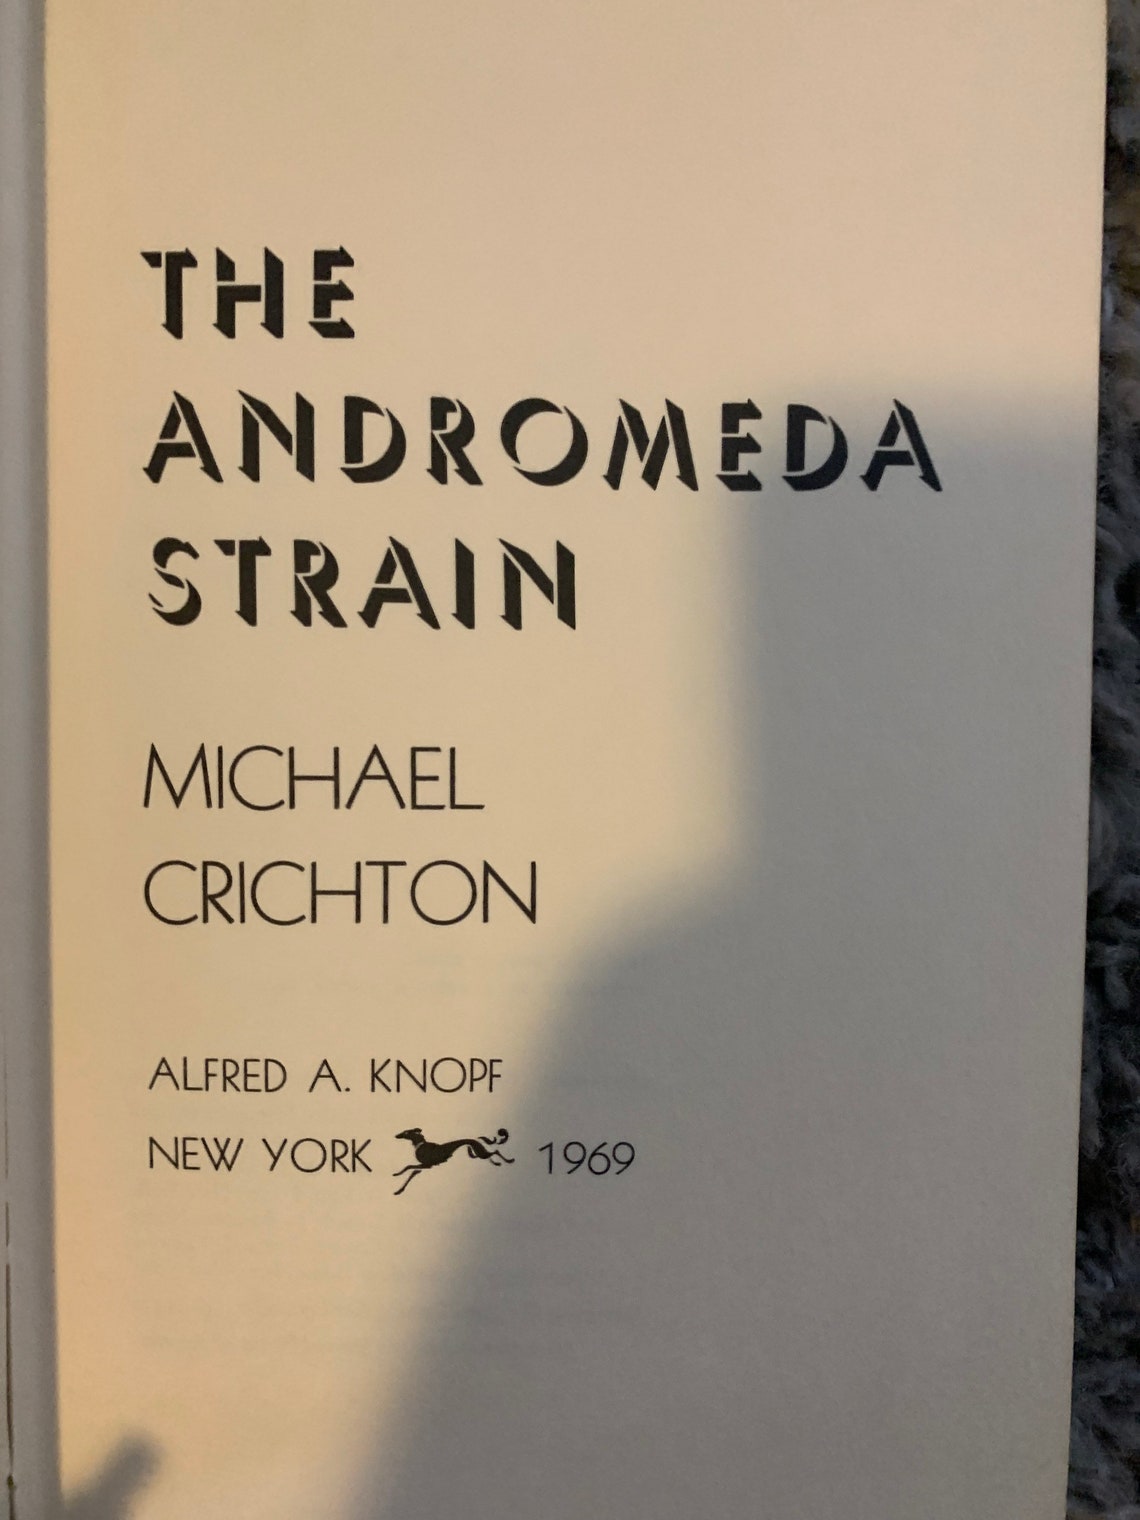 THE
ANDROMEDA
STRAIN
MICHAEL
CRICHTON
ALFRED A. KNOPF
NEW YORK 1969